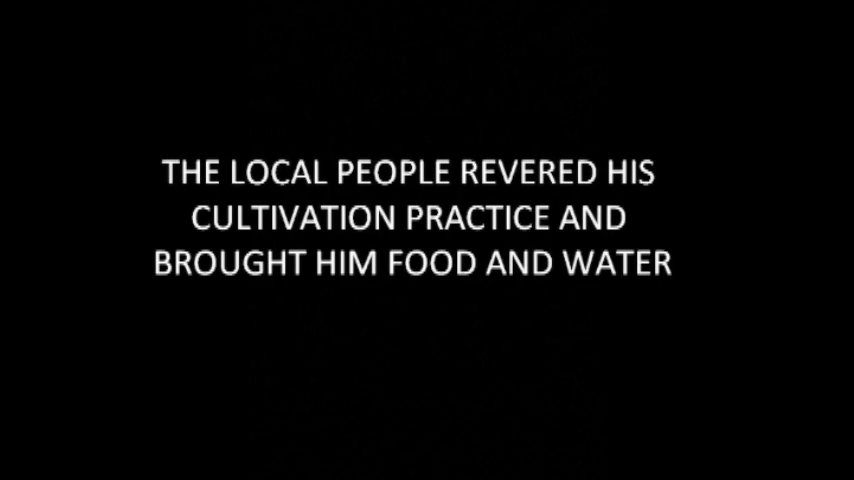 THE LOCAL PEOPLE REVERED HIS
CULTIVATION PRACTICE AND
BROUGHT HIM FOOD AND WATER